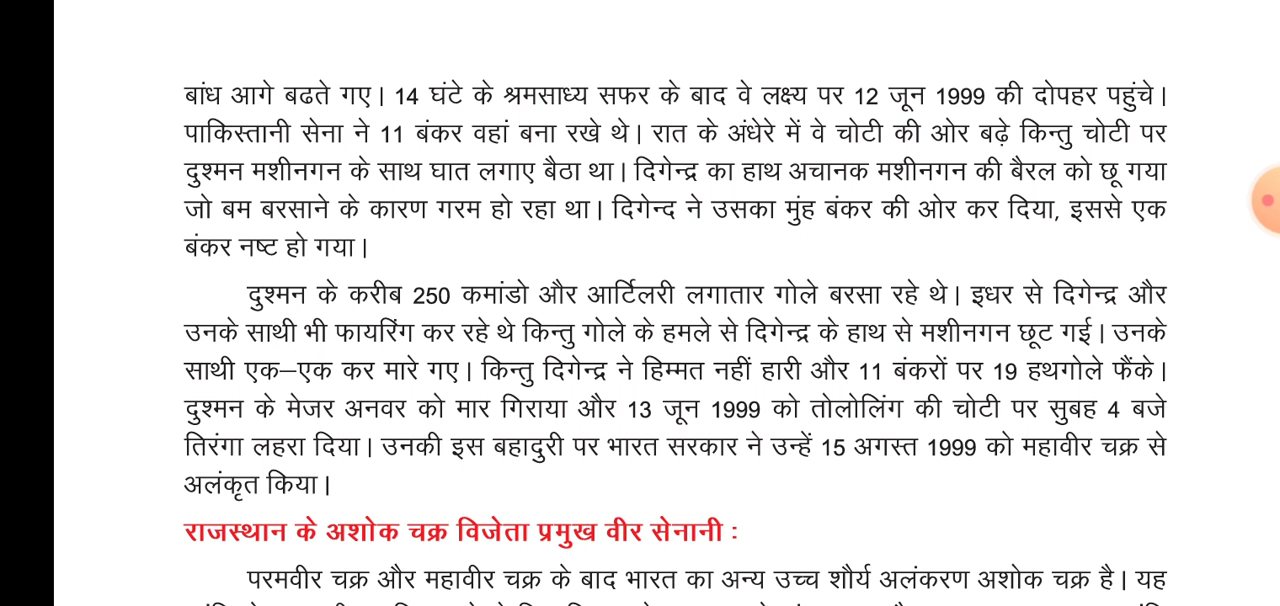 बांध आगे बढते गए। 14 घंटे के श्रमसाध्य सफर के बाद वे लक्ष्य पर 12 जून 1999 की दोपहर पहुंचे।
पाकिस्तानी सेना ने 11 बंकर वहां बना रखे थे। रात के अंधेरे में वे चोटी की ओर बढ़े किन्तु चोटी पर
दुश्मन मशीनगन के साथ घात लगाए बैठा था। दिगेन्द्र का हाथ अचानक मशीनगन की बैरल को छू गया
जो बम बरसाने के कारण गरम हो रहा था। दिगेन्द ने उसका मुंह बंकर की ओर कर दिया, इससे एक
बंकर नष्ट हो गया।
दुश्मन के करीब 250 कमांडो और आर्टिलरी लगातार गोले बरसा रहे थे। इधर से दिगेन्द्र और
उनके साथी भी फायरिंग कर रहे थे किन्तु गोले के हमले से दिगेन्द्र के हाथ से मशीनगन छूट गई। उनके
साथी एक–एक कर मारे गए। किन्तु दिगेन्द्र ने हिम्मत नहीं हारी और 11 बंकरों पर 19 हथगोले फैंके।
दुश्मन के मेजर अनवर को मार गिराया और 13 जून 1999 को तोलोलिंग की चोटी पर सुबह 4 बजे
तिरंगा लहरा दिया। उनकी इस बहादुरी पर भारत सरकार ने उन्हें 15 अगस्त 1999 को महावीर चक्र से
अलंकृत किया।
राजस्थान के अशोक चक्र विजेता प्रमुख वीर सेनानी :
परमवीर चक्र और महावीर चक्र के बाद भारत का अन्य उच्च शौर्य अलंकरण अशोक चक्र है। यह